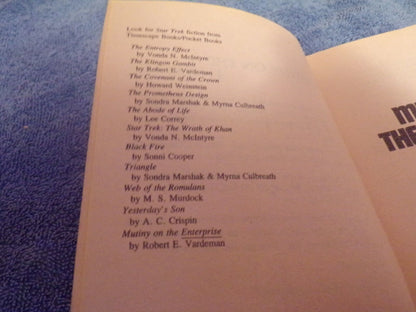 Look for Star Trek fiction from
Timescape Books/Pocket Books
The Entropy Effect
by Vonda N. McIntyre
The Klingon Gambit
by Robert E. Vardeman
The Covenant of the Crown
by Howard Weinstein
The Prometheus Design
by Sondra Marshak & Myrna Culbreath
The Abode of Life
by Lee Correy
Star Trek: The Wrath of Khan
by Vonda N. McIntyre
Black Fire
by Sonni Cooper
Triangle
by Sondra Marshak & Myrna Culbreath
Web of the Romulans
by M. S. Murdock
Yesterday's Son
by A. C. Crispin
Mutiny on the Enterprise
by Robert E. Vardeman
M
THE